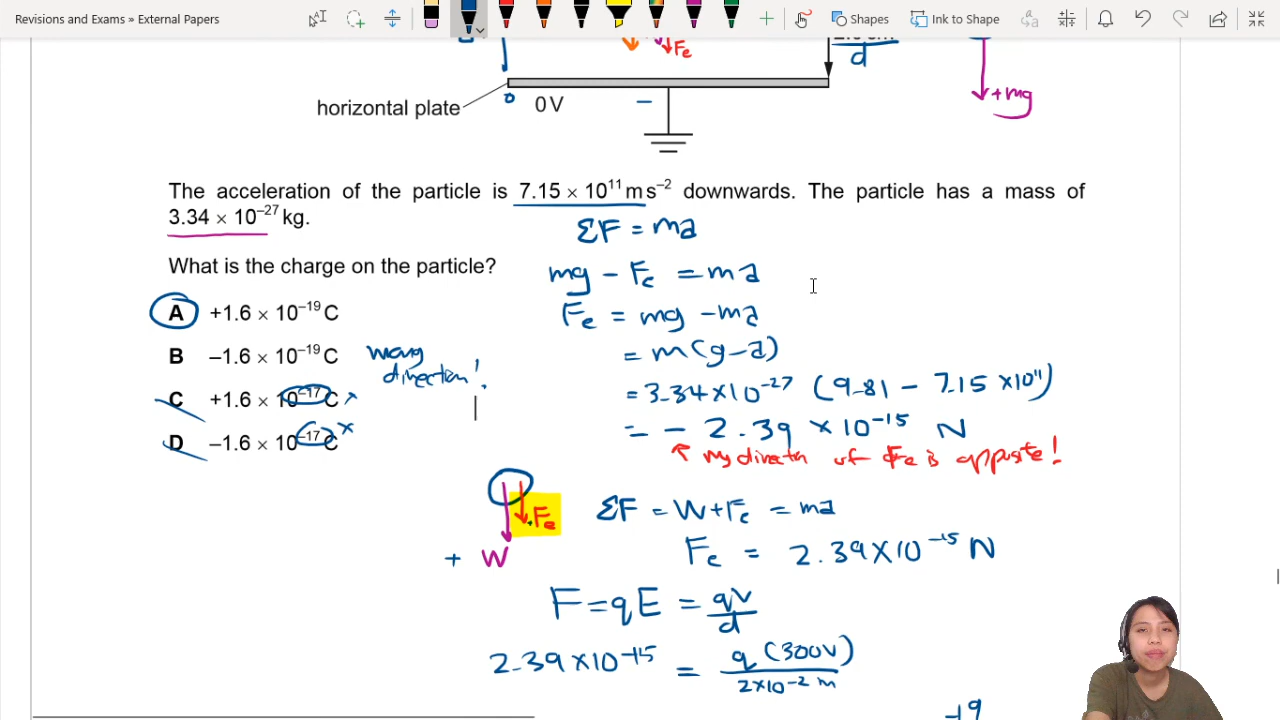 Revisions and Exams » External Papers
Shapes
Ink to Shape
Fe
d
+mg
horizontal plate
0
0V
−
The acceleration of the particle is 7.15 × 10¹¹ m s⁻² downwards. The particle has a mass of
3.34 × 10⁻²⁷ kg.
ΣF = ma
What is the charge on the particle?
mg − Fe = ma
A +1.6 × 10⁻¹⁹ C
Fe = mg − ma
B −1.6 × 10⁻¹⁹ C
wrong
direction!
= m(g−a)
C +1.6 × 10⁻¹⁷ C ×
= 3.34×10⁻²⁷ (9.81 − 7.15 ×10¹¹)
D −1.6 × 10⁻¹⁷ C ×
= − 2.39 × 10⁻¹⁵ N
my direction of Fe is opposite!
Fe
+ W
ΣF = W+Fe = ma
Fe = 2.39×10⁻¹⁵ N
F = qE = qV/d
2.39×10⁻¹⁵ = q(300V)/2×10⁻² m
−19